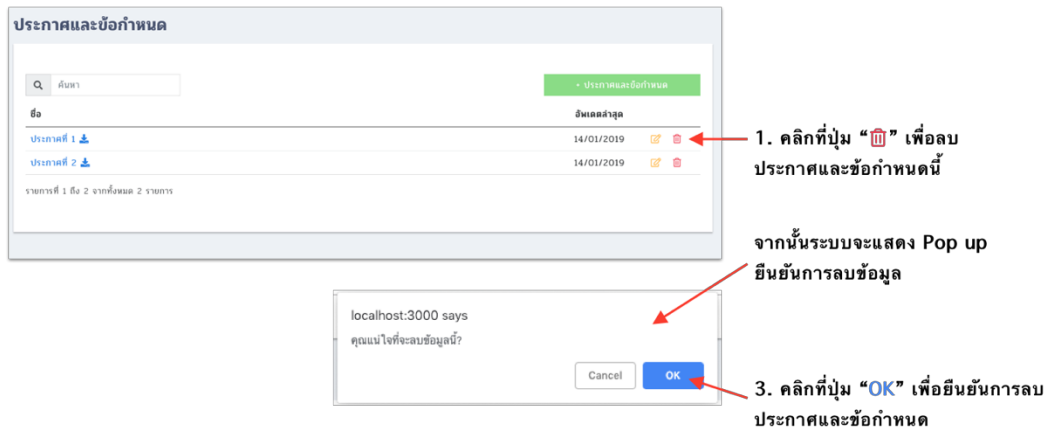 ประกาศและข้อกำหนด
ค้นหา
+ ประกาศและข้อกำหนด
ชื่อ อัพเดตล่าสุด
ประกาศที่ 1 14/01/2019
ประกาศที่ 2 14/01/2019
รายการที่ 1 ถึง 2 จากทั้งหมด 2 รายการ
1. คลิกที่ปุ่ม “ ” เพื่อลบ
ประกาศและข้อกำหนดนี้
จากนั้นระบบจะแสดง Pop up
ยืนยันการลบข้อมูล
localhost:3000 says
คุณแน่ใจที่จะลบข้อมูลนี้?
Cancel OK
3. คลิกที่ปุ่ม “OK” เพื่อยืนยันการลบ
ประกาศและข้อกำหนด